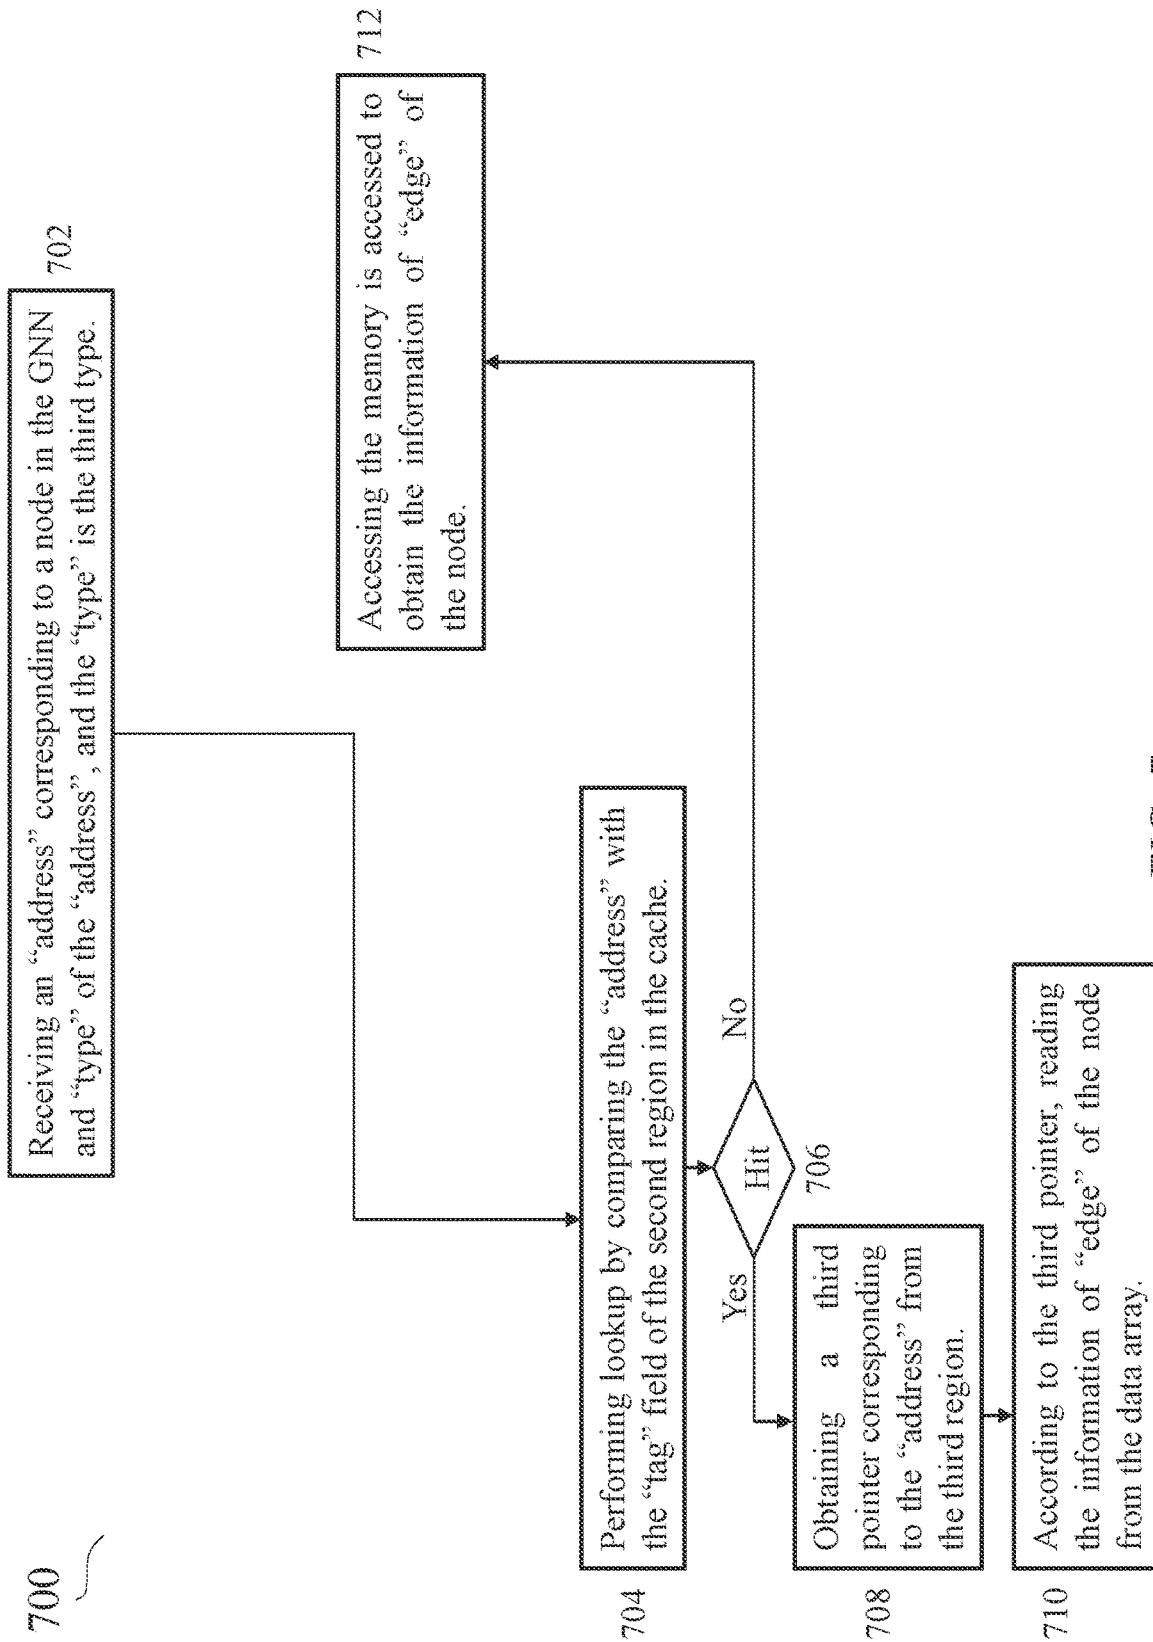 700
Receiving an “address” corresponding to a node in the GNN
and “type” of the “address”, and the “type” is the third type.
702
Performing lookup by comparing the “address” with
the “tag” field of the second region in the cache.
704
Hit
706
Yes
No
Obtaining a third
pointer corresponding
to the “address” from
the third region.
708
According to the third pointer, reading
the information of “edge” of the node
from the data array.
710
Accessing the memory is accessed to
obtain the information of “edge” of
the node.
712